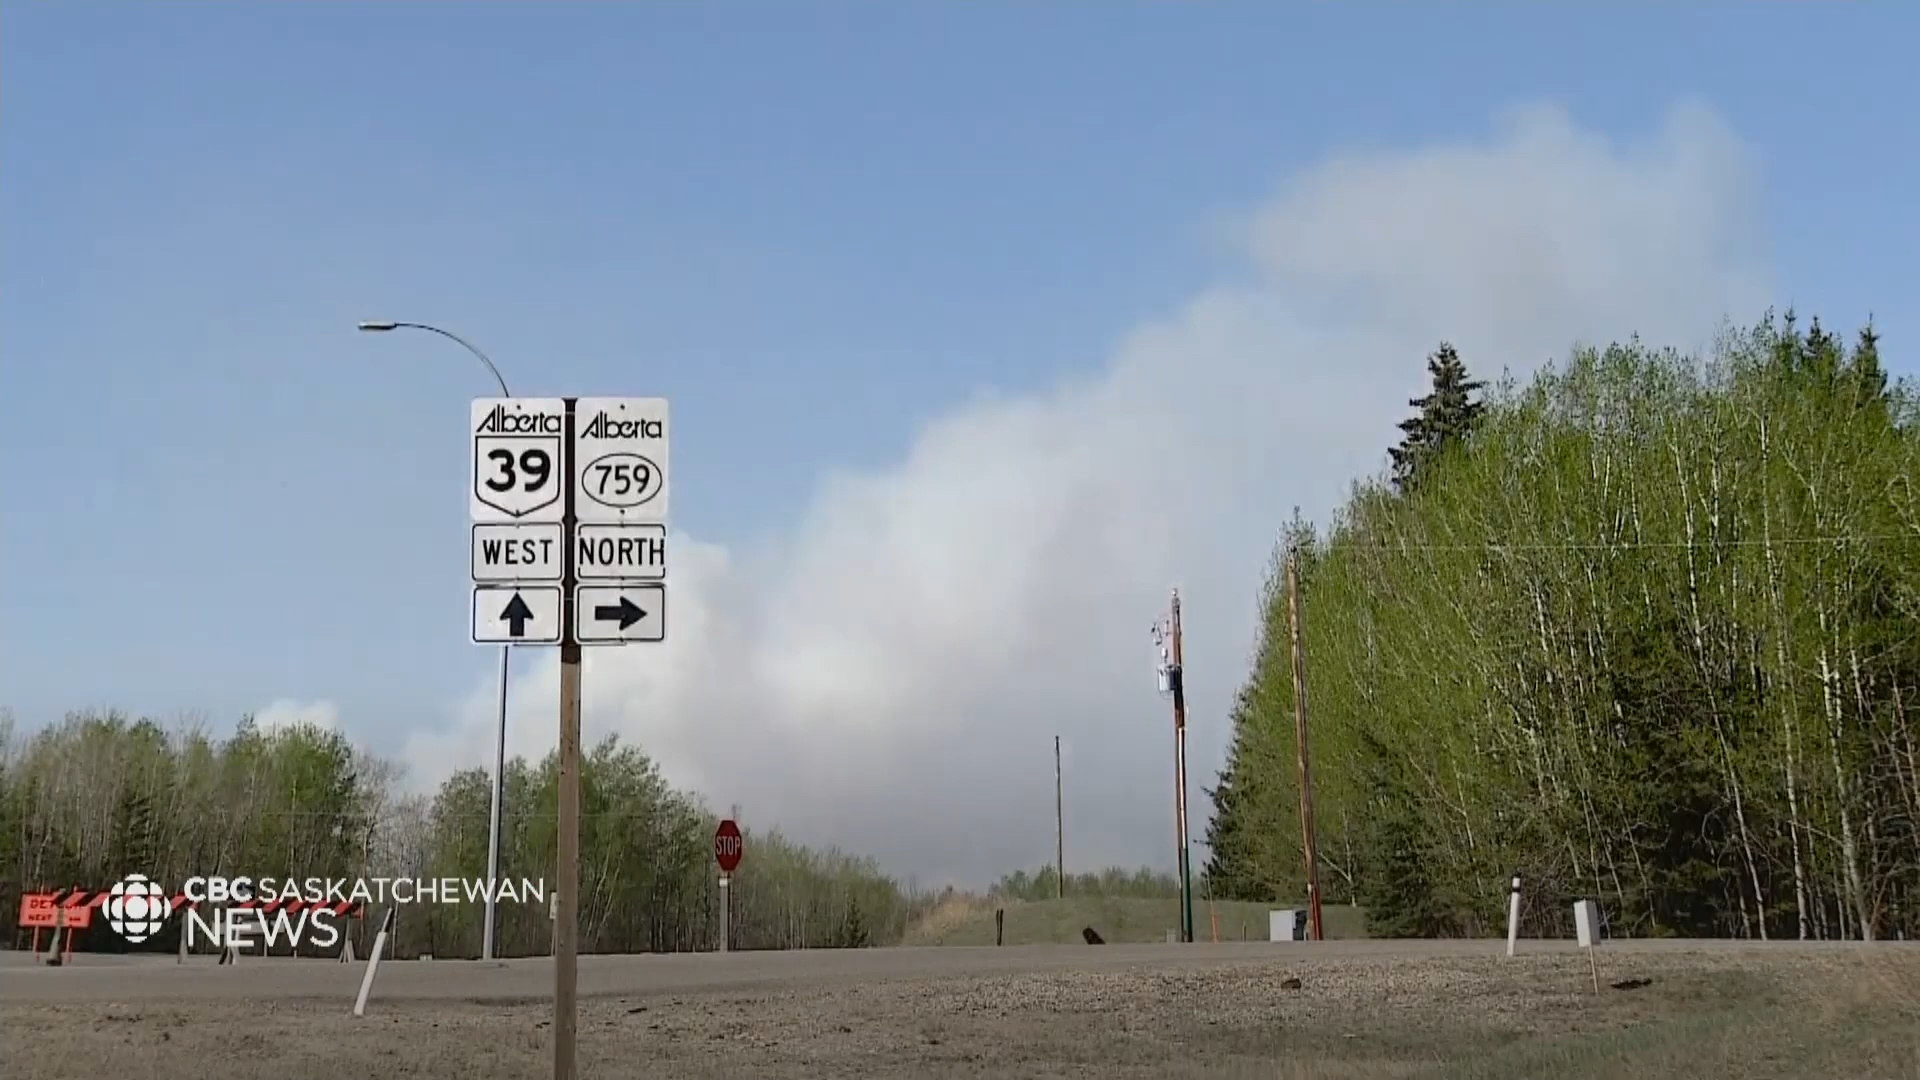 Alberta
39
WEST
Alberta
759
NORTH
STOP
CBC SASKATCHEWAN
NEWS